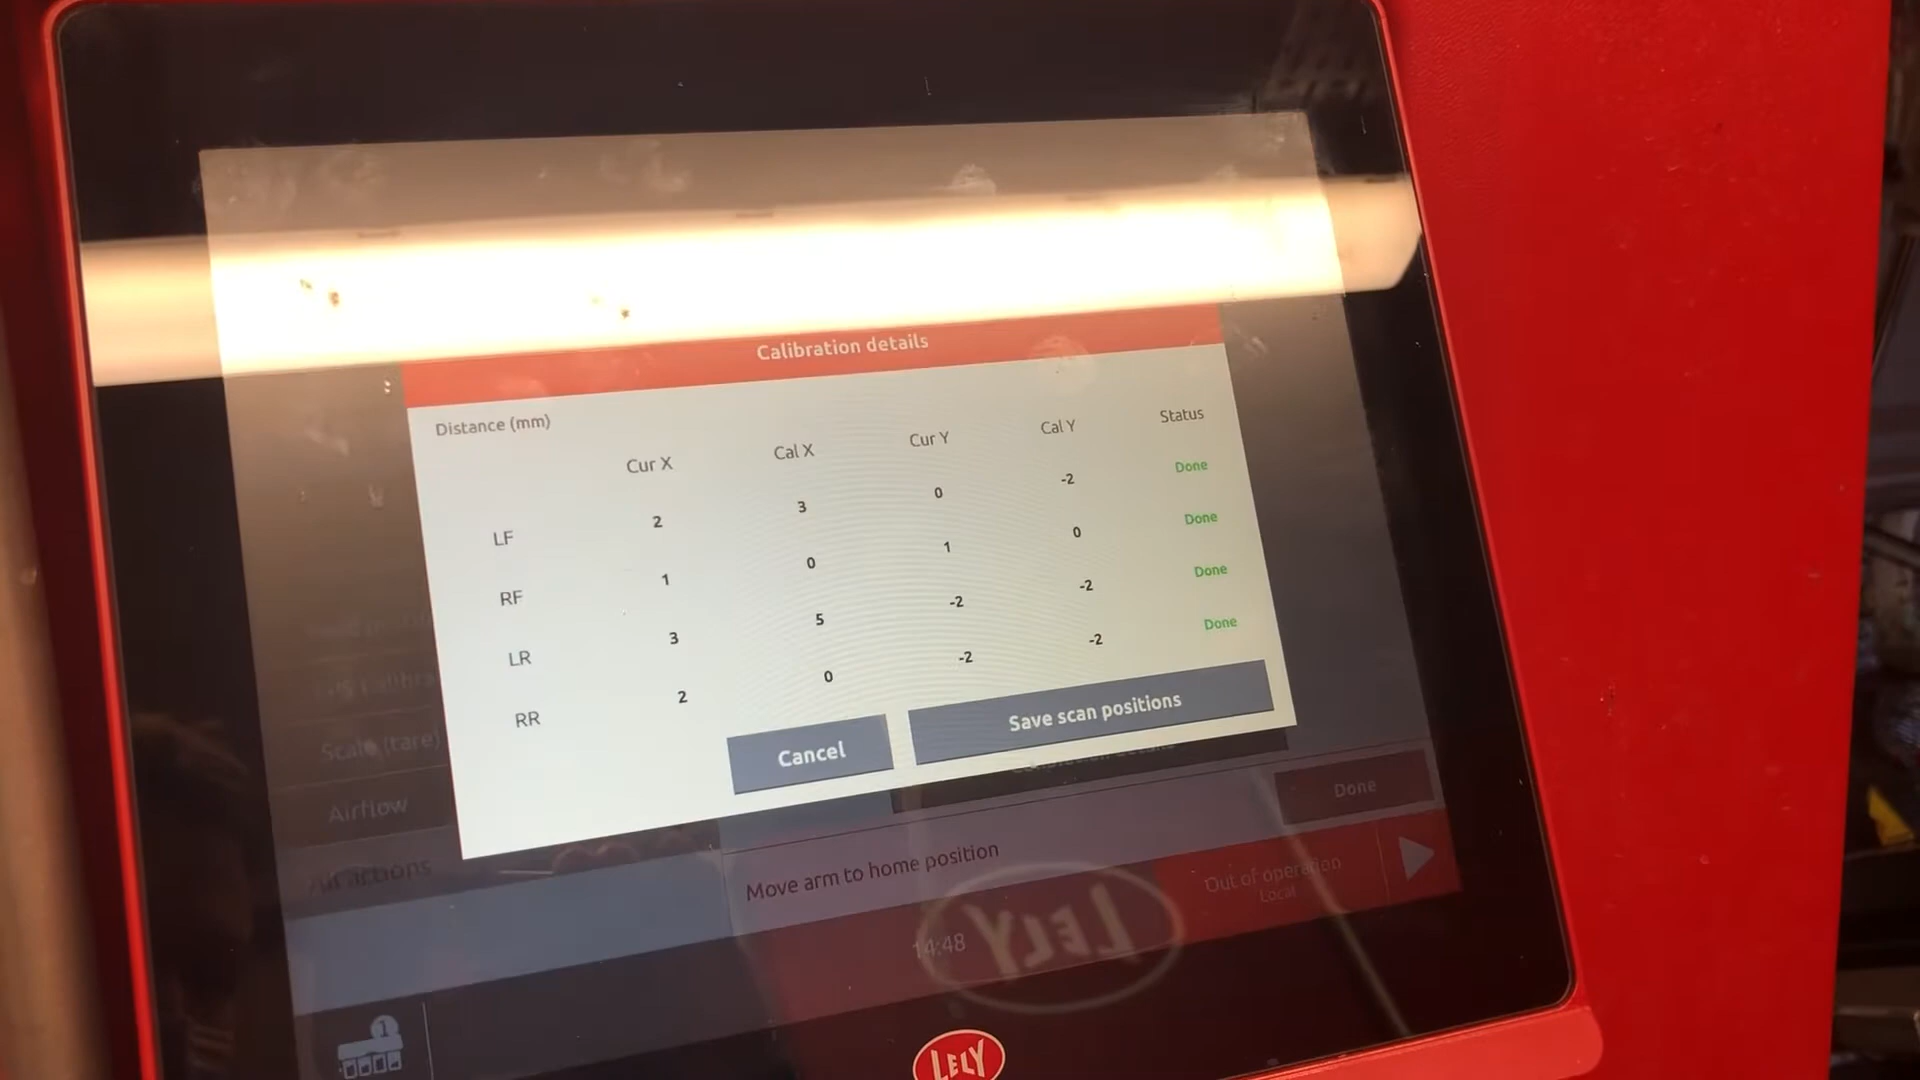 Calibration details
Distance (mm)
Cur X Cal X Cur Y Cal Y Status
LF 2 3 0 -2 Done
RF 1 0 1 0 Done
LR 3 5 -2 -2 Done
RR 2 0 -2 -2 Done
Cancel Save scan positions
Scale (tare)
Airflow
Done
Move arm to home position
Out of operation
Local
14:48
LELY
1
LELY